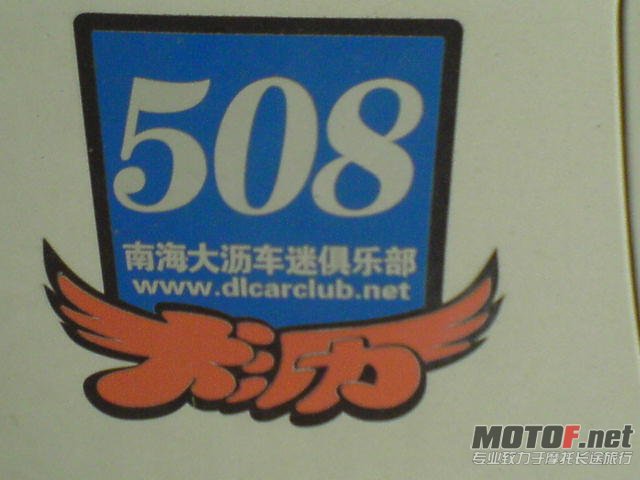 508
南海大沥车迷俱乐部
www.dlcarclub.net
大沥
MOTOF.net
专业致力于摩托长途旅行